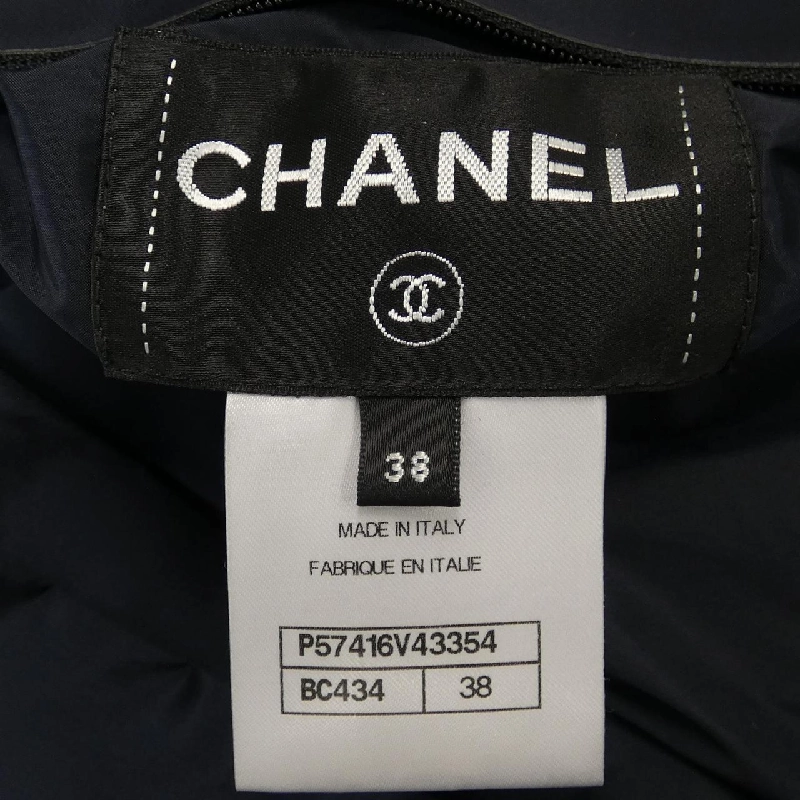 CHANEL
38
MADE IN ITALY
FABRIQUE EN ITALIE
P57416V43354
BC434 38